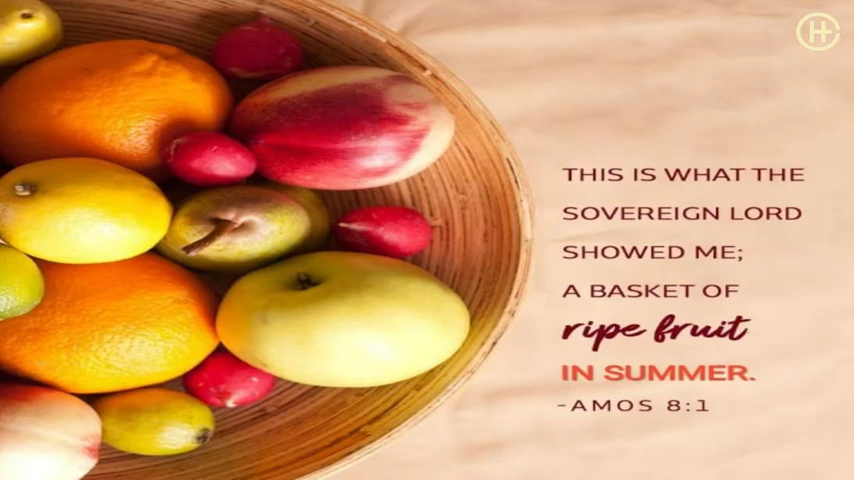 THIS IS WHAT THE
SOVEREIGN LORD
SHOWED ME;
A BASKET OF
ripe fruit
IN SUMMER.
-AMOS 8:1